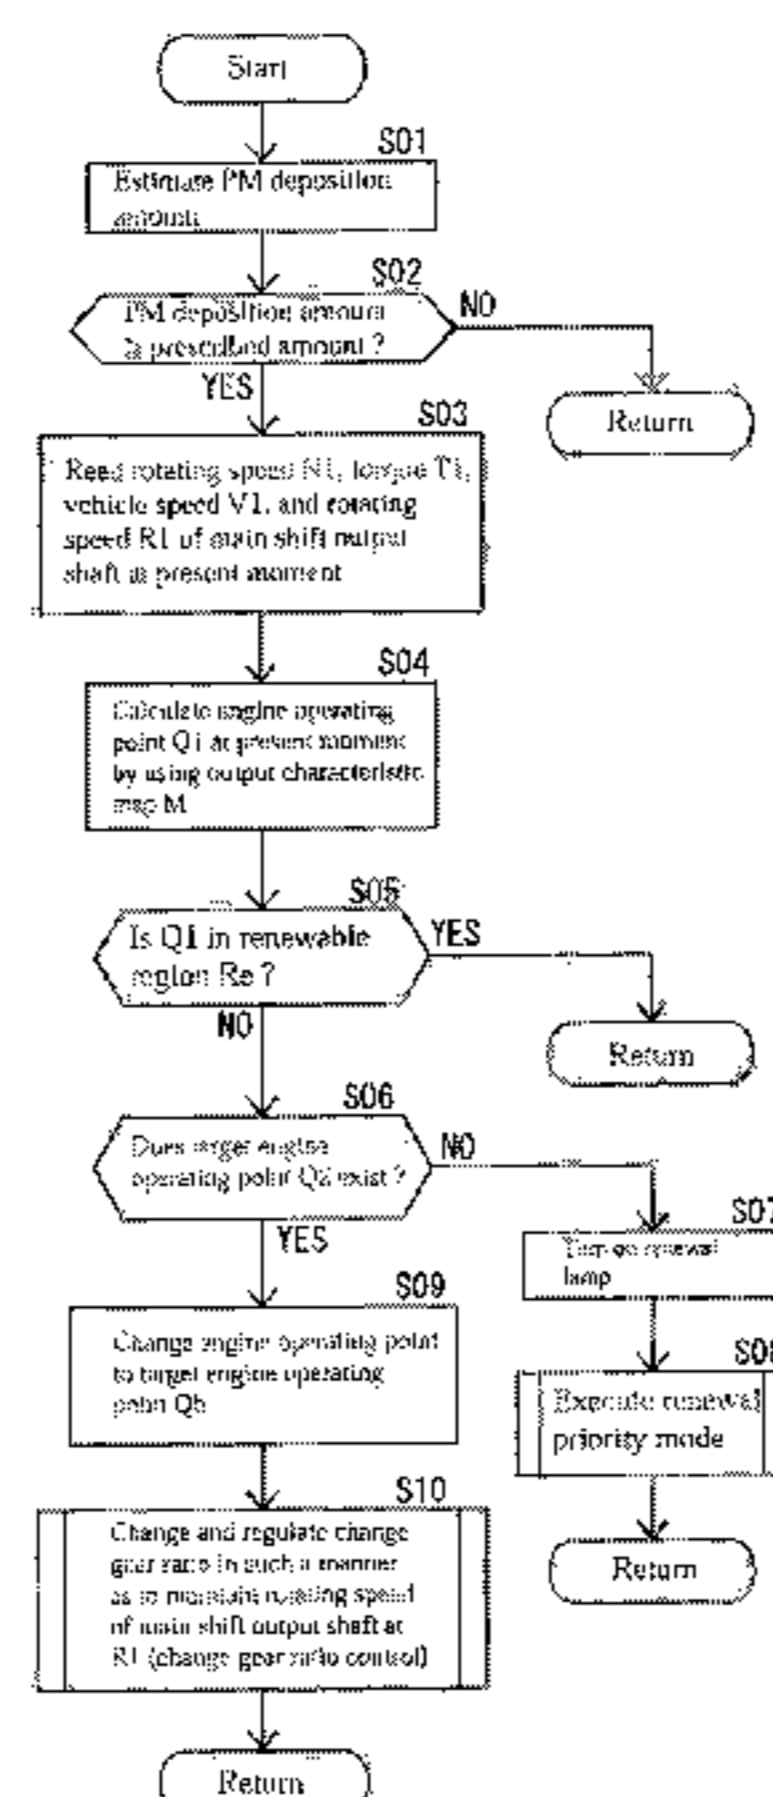 Start
S01
Estimate PM deposition
amount
S02
PM deposition amount
≥ prescribed amount ?
NO
YES
Return
S03
Read rotating speed N1, torque T1,
vehicle speed V1, and rotating
speed R1 of main shift output
shaft at present moment
S04
Calculate engine operating
point Q1 at present moment
by using output characteristic
map M
S05
Is Q1 in renewable
region Re ?
YES
NO
Return
S06
Does target engine
operating point Q2 exist ?
NO
YES
S07
Turn on renewal
lamp
S08
Execute renewal
priority mode
Return
S09
Change engine operating point
to target engine operating
point
S10
Change and regulate change
gear ratio in such a manner
as to maintain rotating speed
of main shift output shaft at
R1 (change gear ratio control)
Return